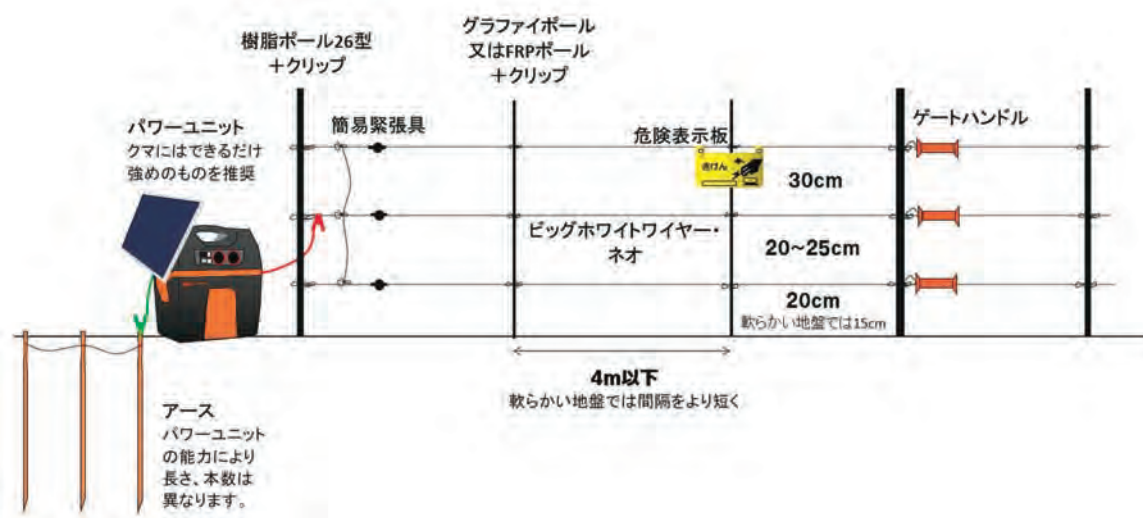 樹脂ポール26型
+クリップ
グラファイポール
又はFRPポール
+クリップ
パワーユニット
クマにはできるだけ
強めのものを推奨
簡易緊張具
危険表示板
ゲートハンドル
きけん
30cm
ビッグホワイトワイヤー・
ネオ
20~25cm
20cm
軟らかい地盤では15cm
4m以下
軟らかい地盤では間隔をより短く
アース
パワーユニット
の能力により
長さ、本数は
異なります。